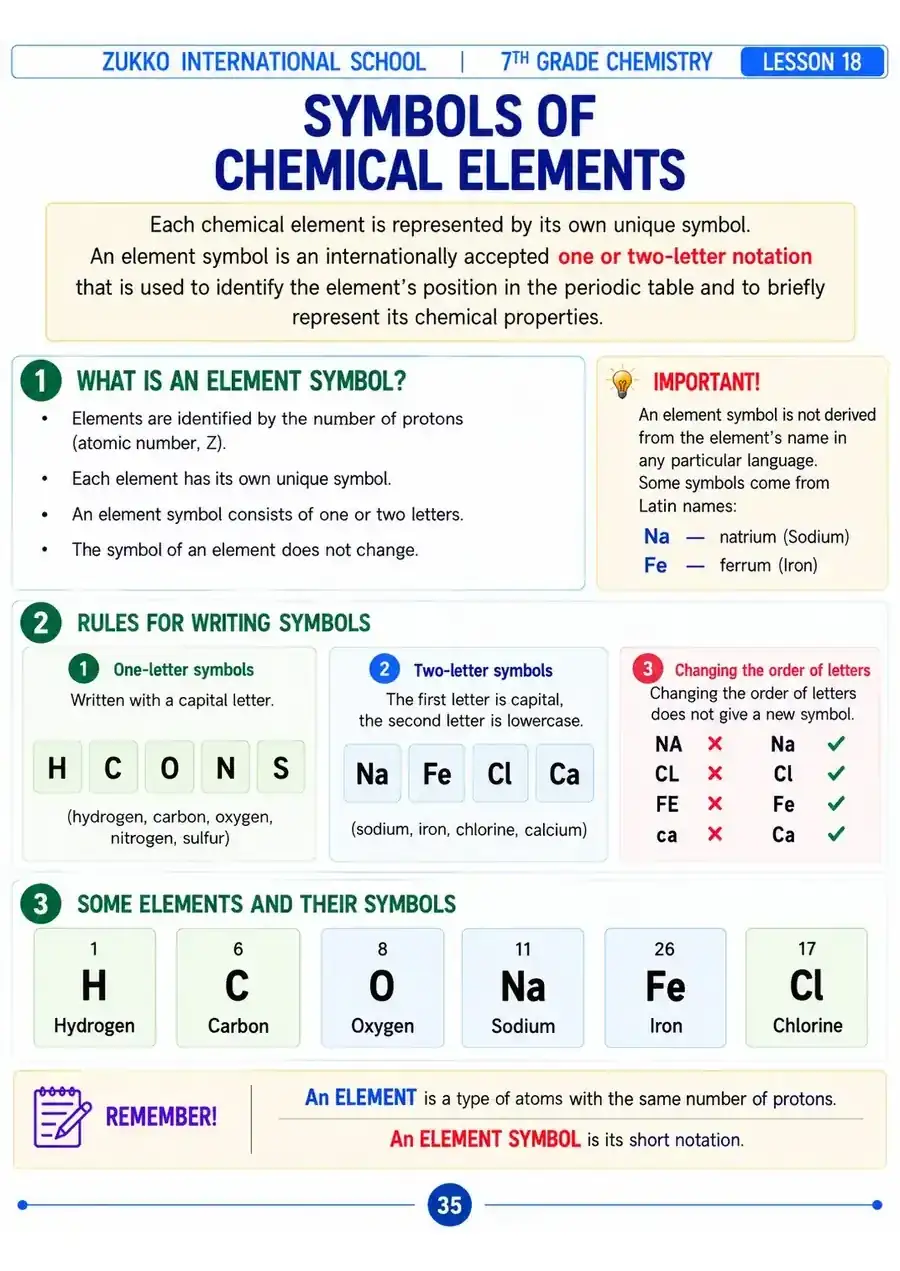 ZUKKO INTERNATIONAL SCHOOL | 7TH GRADE CHEMISTRY LESSON 18
SYMBOLS OF
CHEMICAL ELEMENTS
Each chemical element is represented by its own unique symbol.
An element symbol is an internationally accepted one or two-letter notation
that is used to identify the element's position in the periodic table and to briefly
represent its chemical properties.
1 WHAT IS AN ELEMENT SYMBOL?
• Elements are identified by the number of protons
(atomic number, Z).
• Each element has its own unique symbol.
• An element symbol consists of one or two letters.
• The symbol of an element does not change.
IMPORTANT!
An element symbol is not derived
from the element's name in
any particular language.
Some symbols come from
Latin names:
Na — natrium (Sodium)
Fe — ferrum (Iron)
2 RULES FOR WRITING SYMBOLS
1 One-letter symbols
Written with a capital letter.
H C O N S
(hydrogen, carbon, oxygen,
nitrogen, sulfur)
2 Two-letter symbols
The first letter is capital,
the second letter is lowercase.
Na Fe Cl Ca
(sodium, iron, chlorine, calcium)
3 Changing the order of letters
Changing the order of letters
does not give a new symbol.
NA ✗ Na ✓
CL ✗ Cl ✓
FE ✗ Fe ✓
ca ✗ Ca ✓
3 SOME ELEMENTS AND THEIR SYMBOLS
1
H
Hydrogen
6
C
Carbon
8
O
Oxygen
11
Na
Sodium
26
Fe
Iron
17
Cl
Chlorine
REMEMBER!
An ELEMENT is a type of atoms with the same number of protons.
An ELEMENT SYMBOL is its short notation.
35